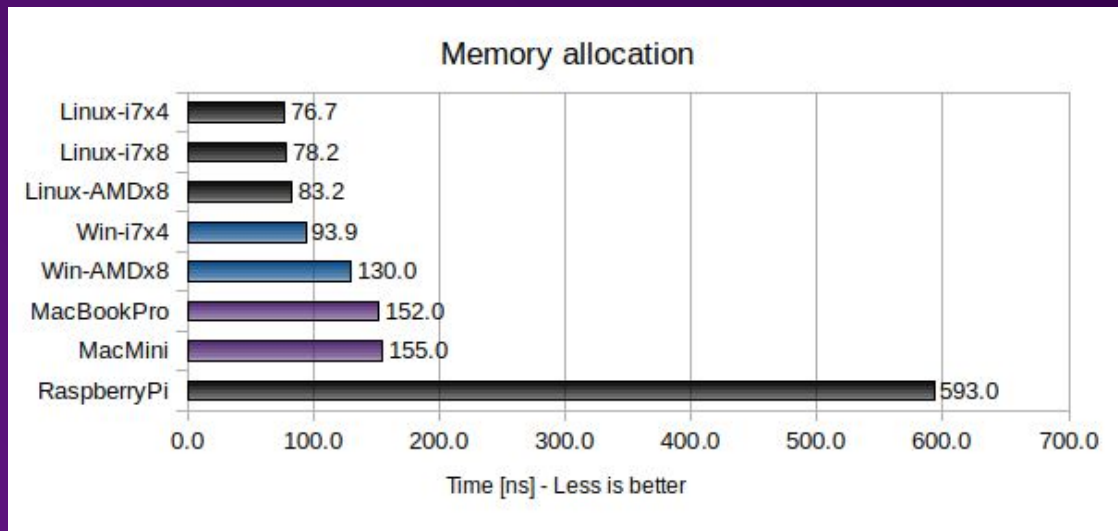 Memory allocation
Linux-i7x4 76.7
Linux-i7x8 78.2
Linux-AMDx8 83.2
Win-i7x4 93.9
Win-AMDx8 130.0
MacBookPro 152.0
MacMini 155.0
RaspberryPi 593.0
0.0 100.0 200.0 300.0 400.0 500.0 600.0 700.0
Time [ns] - Less is better